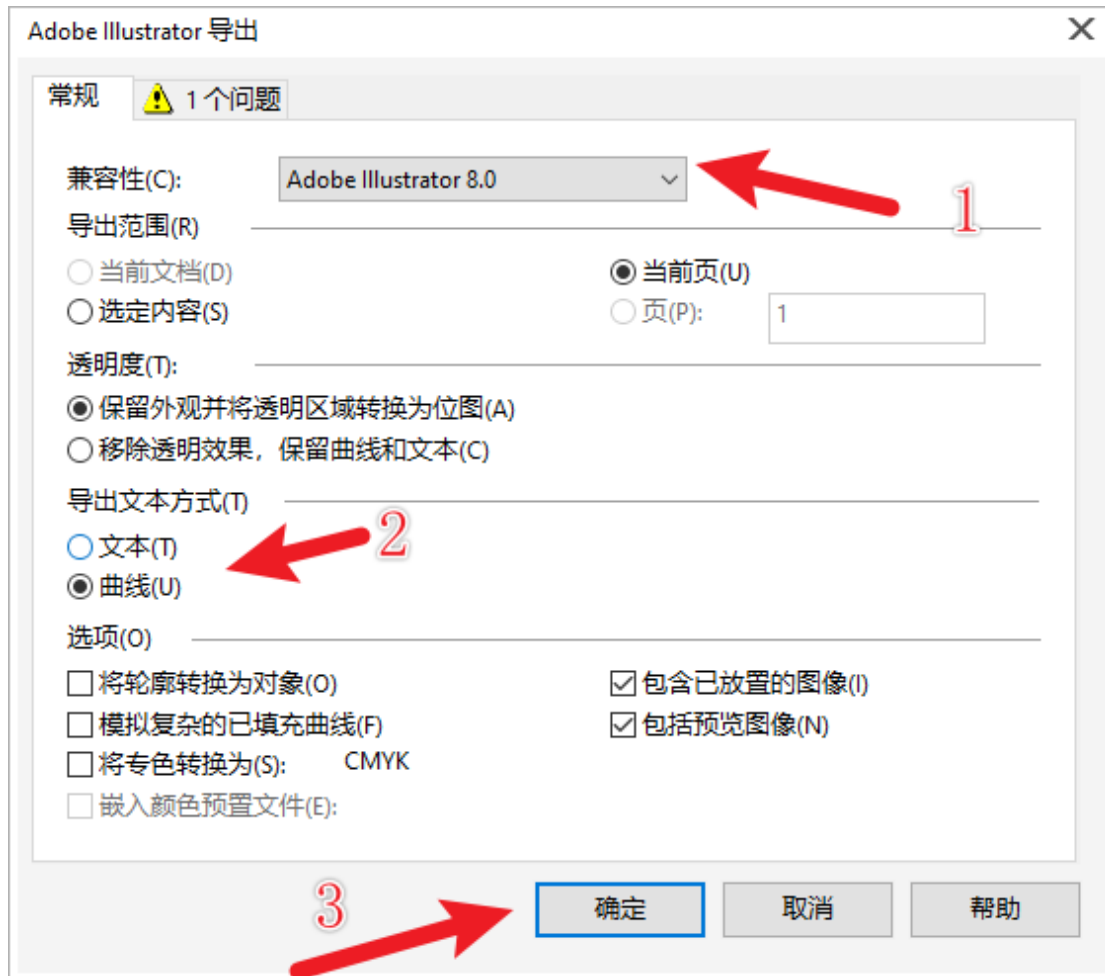 Adobe Illustrator 导出
常规 1 个问题
兼容性(C): Adobe Illustrator 8.0
1
导出范围(R)
当前文档(D) 当前页(U)
选定内容(S) 页(P): 1
透明度(T):
保留外观并将透明区域转换为位图(A)
移除透明效果，保留曲线和文本(C)
导出文本方式(T)
2
文本(T)
曲线(U)
选项(O)
将轮廓转换为对象(O) 包含已放置的图像(I)
模拟复杂的已填充曲线(F) 包括预览图像(N)
将专色转换为(S): CMYK
嵌入颜色预置文件(E):
3
确定 取消 帮助